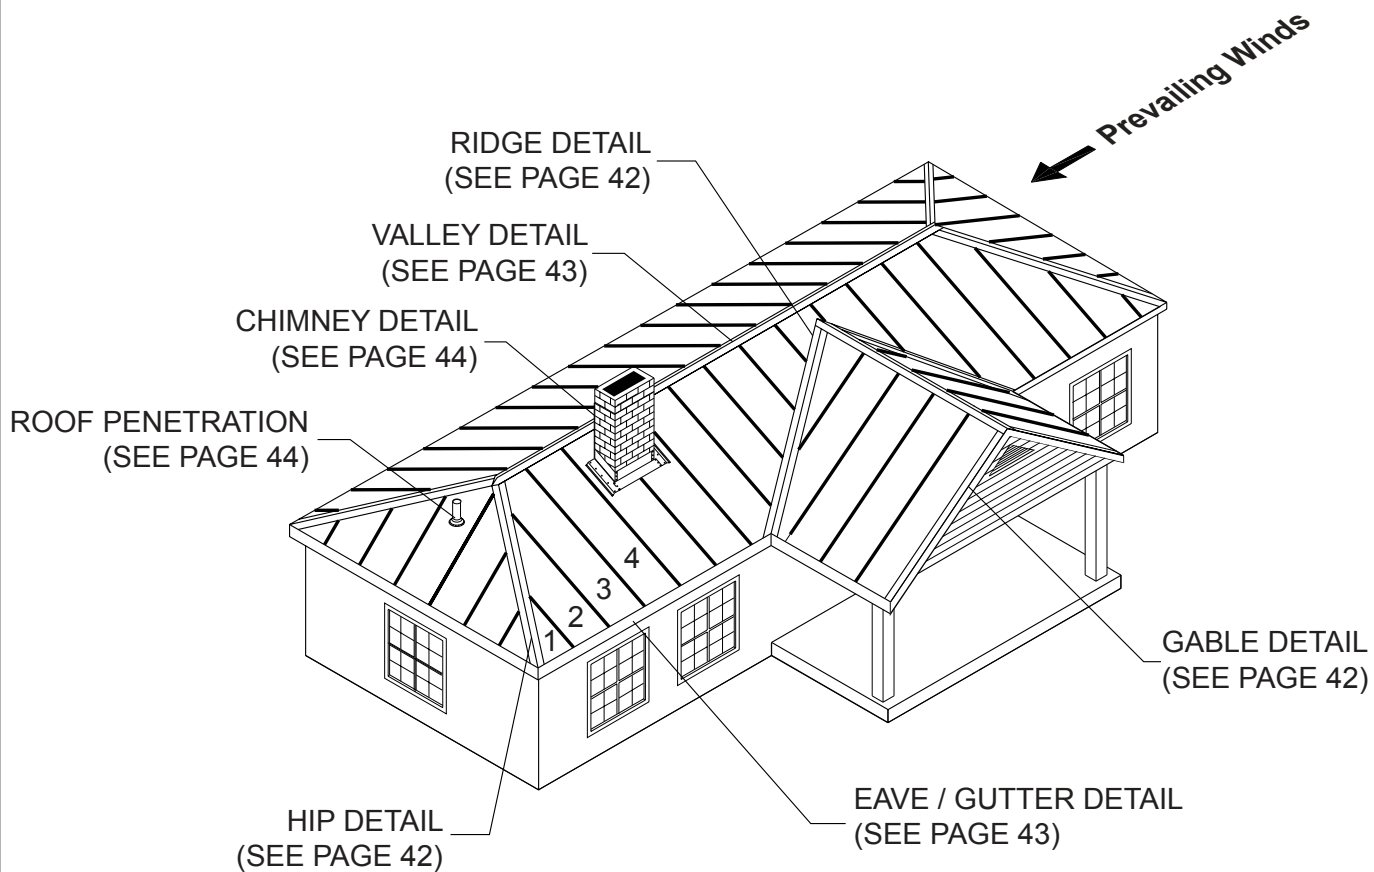 Prevailing Winds
RIDGE DETAIL
(SEE PAGE 42)
VALLEY DETAIL
(SEE PAGE 43)
CHIMNEY DETAIL
(SEE PAGE 44)
ROOF PENETRATION
(SEE PAGE 44)
4
3
2
1
GABLE DETAIL
(SEE PAGE 42)
EAVE / GUTTER DETAIL
(SEE PAGE 43)
HIP DETAIL
(SEE PAGE 42)